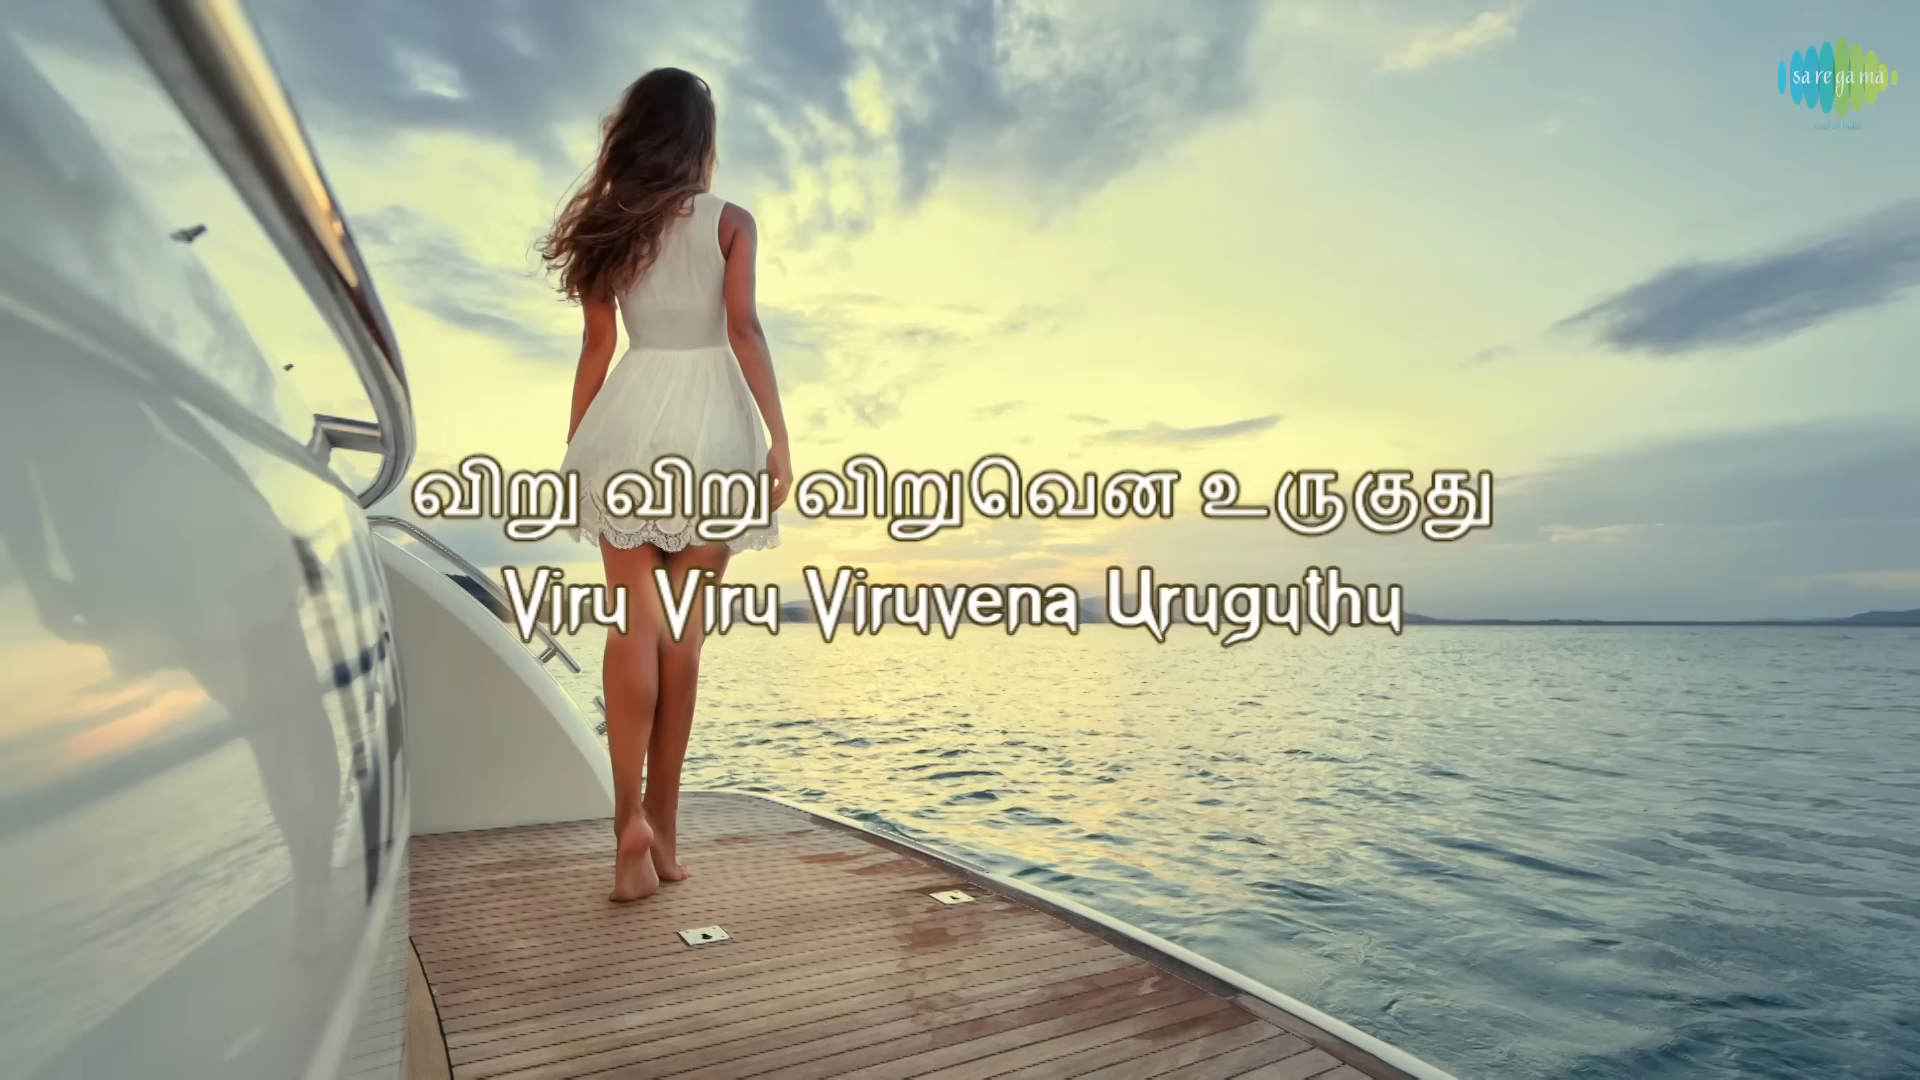 sa re ga ma
விறு விறு விறுவென உருகுது
Viru Viru Viruvena Uruguthu